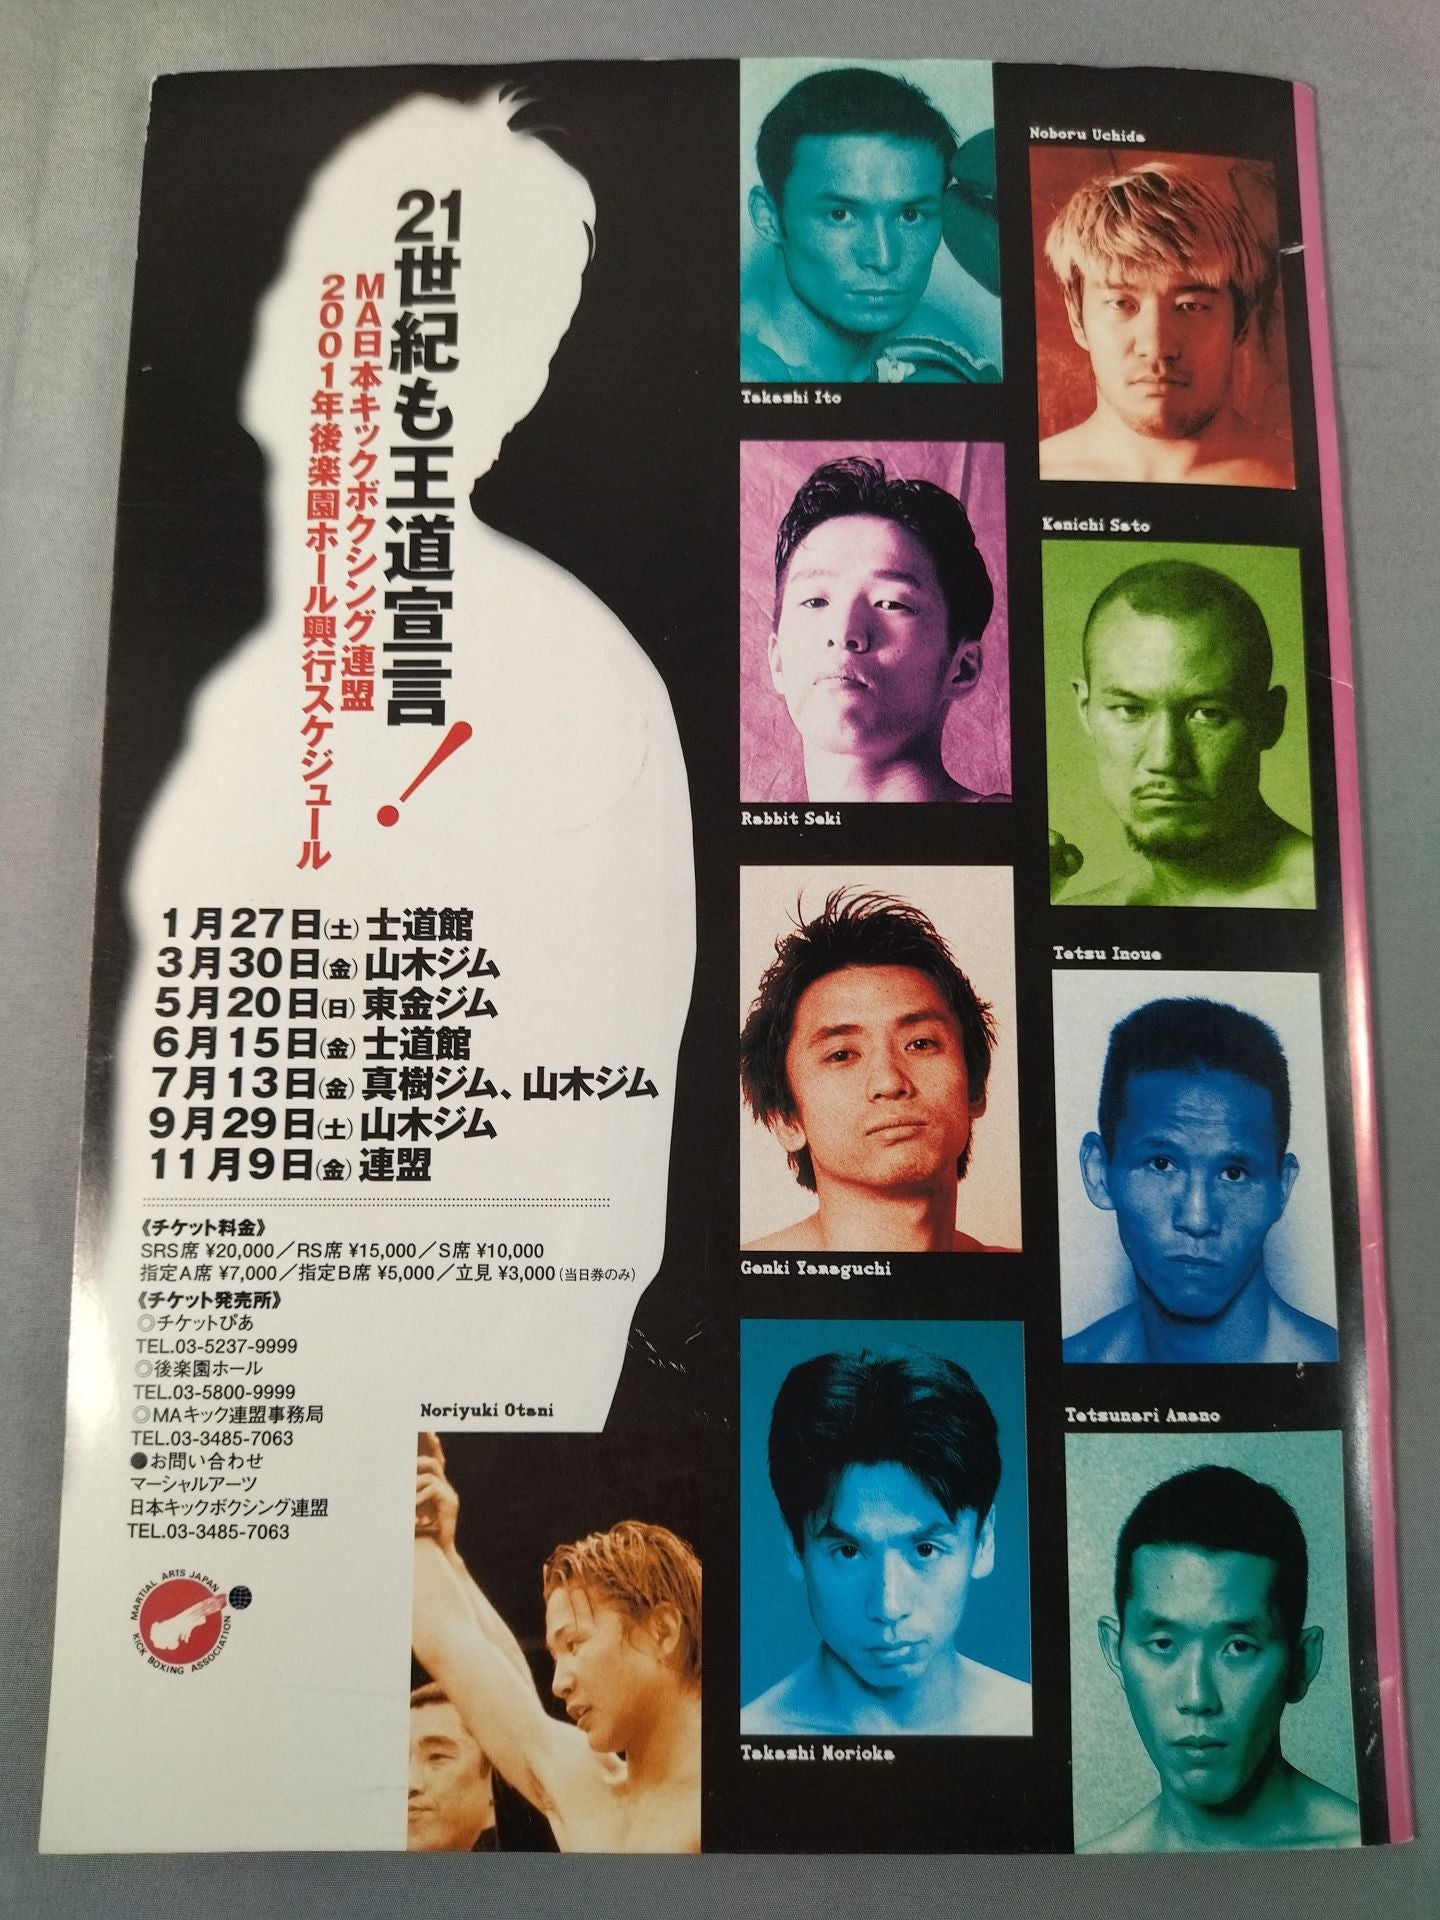 21世紀も王道宣言!
MA日本キックボクシング連盟
2001年後楽園ホール興行スケジュール
1月27日(土)士道館
3月30日(金)山木ジム
5月20日(日)東金ジム
6月15日(金)士道館
7月13日(金)真樹ジム、山木ジム
9月29日(土)山木ジム
11月9日(金)連盟
《チケット料金》
SRS席 ¥20,000／RS席 ¥15,000／S席 ¥10,000
指定A席 ¥7,000／指定B席 ¥5,000／立見 ¥3,000(当日券のみ)
《チケット発売所》
◎チケットぴあ
TEL.03-5237-9999
◎後楽園ホール
TEL.03-5800-9999
◎MAキック連盟事務局
TEL.03-3485-7063
●お問い合わせ
マーシャルアーツ
日本キックボクシング連盟
TEL.03-3485-7063
MARTIAL ARTS JAPAN
KICK BOXING ASSOCIATION
Noriyuki Otani
Takashi Ito
Rabbit Seki
Genki Yamaguchi
Takashi Morioka
Noboru Uchida
Kenichi Sato
Tetsu Inoue
Tetsunari Amano